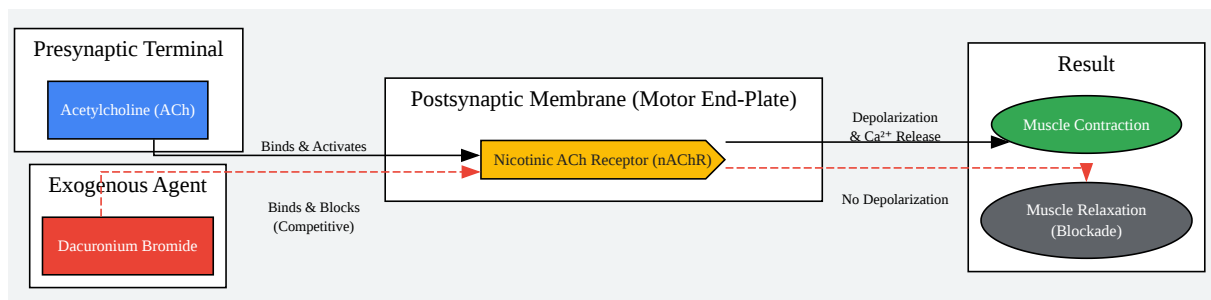 Presynaptic Terminal
Acetylcholine (ACh)
Exogenous Agent
Dacuronium Bromide
Binds & Activates
Binds & Blocks
(Competitive)
Postsynaptic Membrane (Motor End-Plate)
Nicotinic ACh Receptor (nAChR)
Depolarization
& Ca²⁺ Release
No Depolarization
Result
Muscle Contraction
Muscle Relaxation
(Blockade)